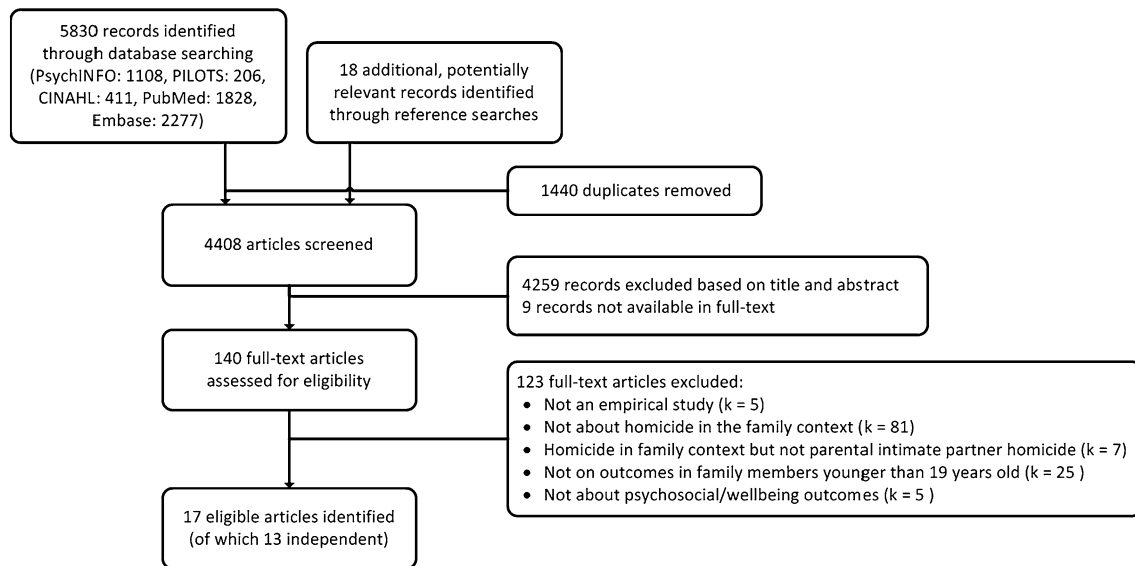 5830 records identified
through database searching
(PsychINFO: 1108, PILOTS: 206,
CINAHL: 411, PubMed: 1828,
Embase: 2277)
18 additional, potentially
relevant records identified
through reference searches
1440 duplicates removed
4408 articles screened
4259 records excluded based on title and abstract
9 records not available in full-text
140 full-text articles
assessed for eligibility
123 full-text articles excluded:
• Not an empirical study (k = 5)
• Not about homicide in the family context (k = 81)
• Homicide in family context but not parental intimate partner homicide (k = 7)
• Not on outcomes in family members younger than 19 years old (k = 25 )
• Not about psychosocial/wellbeing outcomes (k = 5 )
17 eligible articles identified
(of which 13 independent)